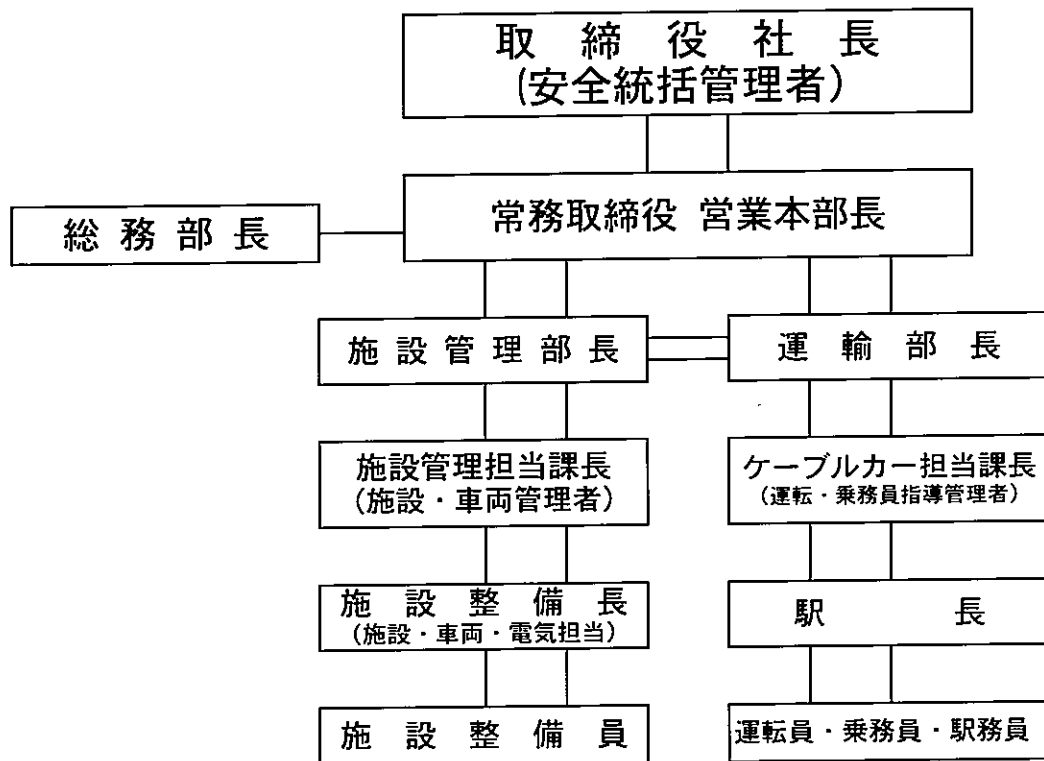 取締役社長
(安全統括管理者)
常務取締役 営業本部長
総務部長
施設管理部長
運輸部長
施設管理担当課長
(施設・車両管理者)
ケーブルカー担当課長
(運転・乗務員指導管理者)
施設整備長
(施設・車両・電気担当)
駅長
施設整備員
運転員・乗務員・駅務員